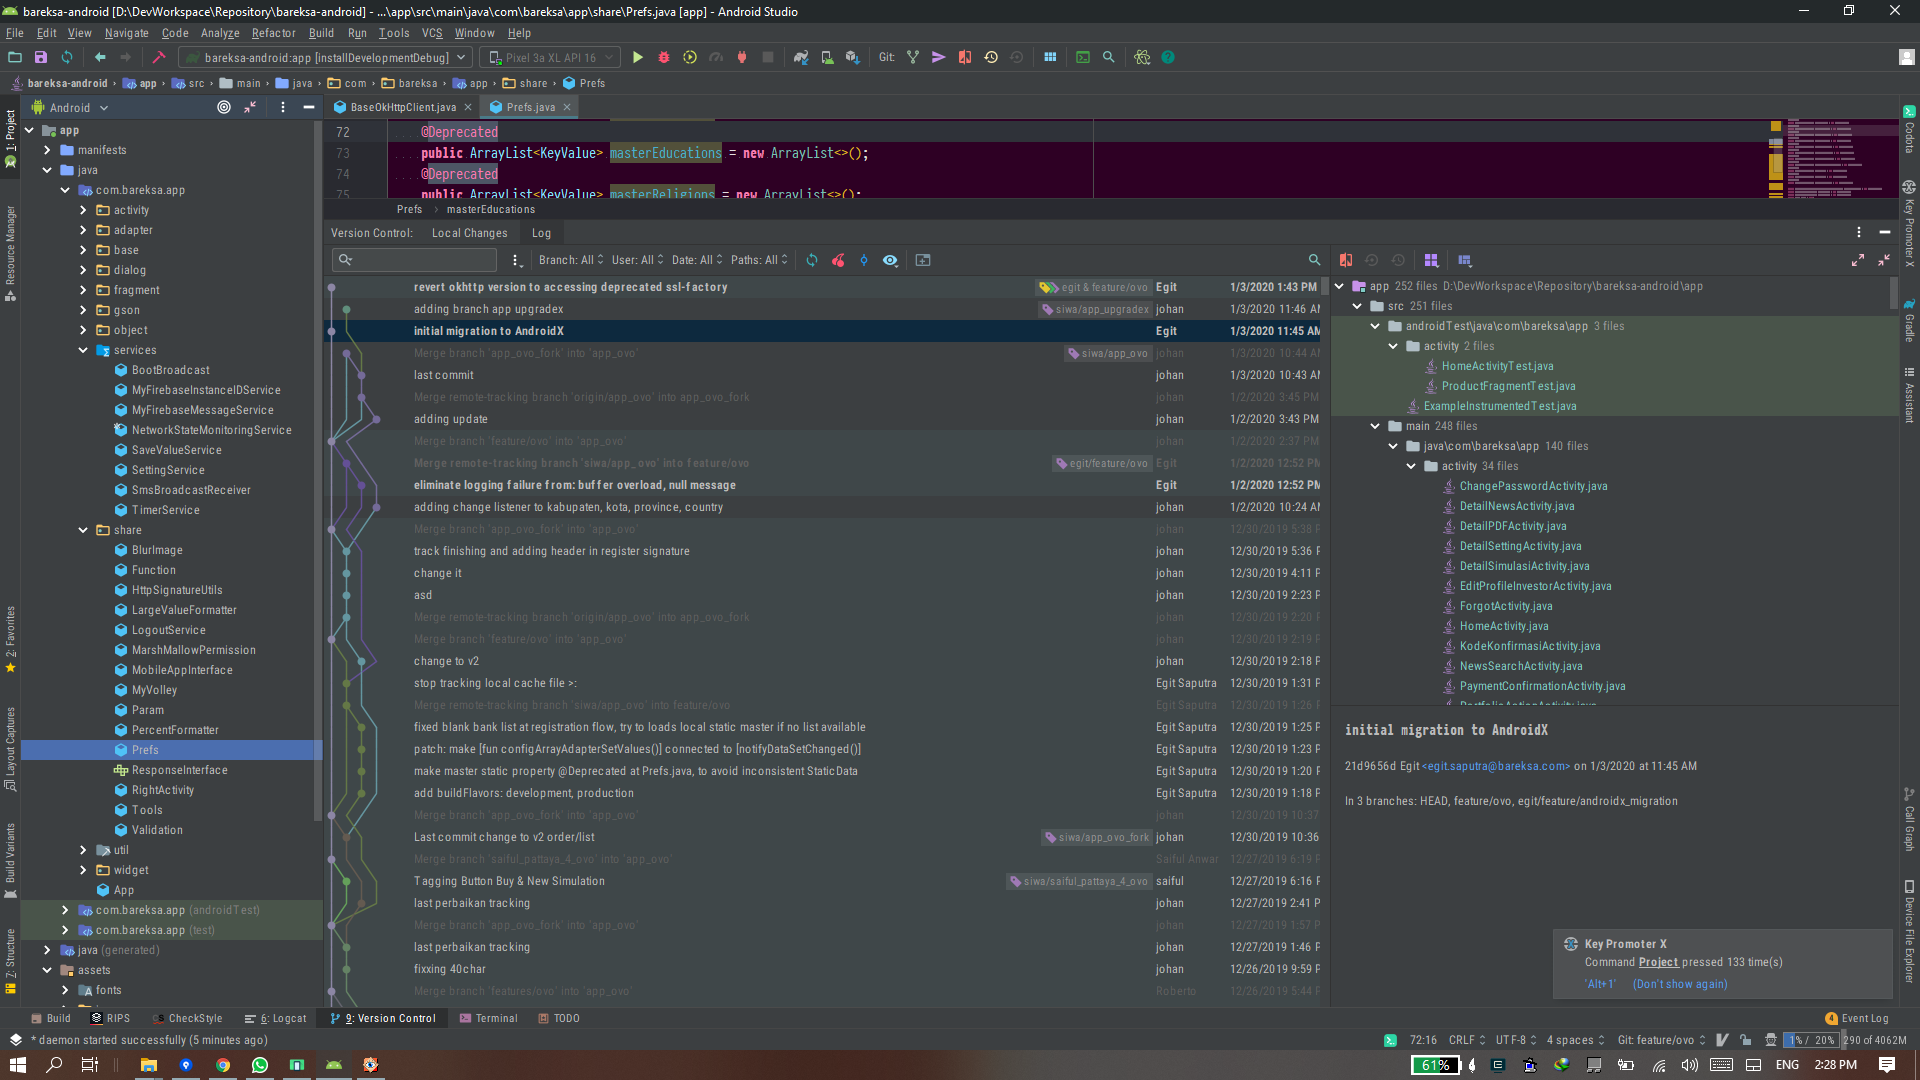 bareksa-android [D:\DevWorkspace\Repository\bareksa-android] - ...\app\src\main\java\com\bareksa\app\share\Prefs.java [app] - Android Studio
File Edit View Navigate Code Analyze Refactor Build Run Tools VCS Window Help
bareksa-android:app [installDevelopmentDebug] Pixel 3a XL API 16 Git:
bareksa-android app src main java com bareksa app share Prefs
Android
BaseOkHttpClient.java Prefs.java
1: Project
Resource Manager
2: Favorites
Layout Captures
Build Variants
7: Structure
app
manifests
java
com.bareksa.app
activity
adapter
base
dialog
fragment
gson
object
services
BootBroadcast
MyFirebaseInstanceIDService
MyFirebaseMessageService
NetworkStateMonitoringService
SaveValueService
SettingService
SmsBroadcastReceiver
TimerService
share
BlurImage
Function
HttpSignatureUtils
LargeValueFormatter
LogoutService
MarshMallowPermission
MobileAppInterface
MyVolley
Param
PercentFormatter
Prefs
ResponseInterface
RightActivity
Tools
Validation
util
widget
App
com.bareksa.app (androidTest)
com.bareksa.app (test)
java (generated)
assets
fonts
72 @Deprecated
73 public ArrayList<KeyValue> masterEducations = new ArrayList<>();
74 @Deprecated
75 public ArrayList<KeyValue> masterReligions = new ArrayList<>();
Prefs masterEducations
Version Control: Local Changes Log
Branch: All User: All Date: All Paths: All
revert okhttp version to accessing deprecated ssl-factory egit & feature/ovo Egit 1/3/2020 1:43 PM
adding branch app upgradex siwa/app_upgradex johan 1/3/2020 11:46 AM
initial migration to AndroidX Egit 1/3/2020 11:45 AM
Merge branch 'app_ovo_fork' into 'app_ovo' siwa/app_ovo johan 1/3/2020 10:44 AM
last commit johan 1/3/2020 10:43 AM
Merge remote-tracking branch 'origin/app_ovo' into app_ovo_fork johan 1/2/2020 3:45 PM
adding update johan 1/2/2020 3:43 PM
Merge branch 'feature/ovo' into 'app_ovo' johan 1/2/2020 2:37 PM
Merge remote-tracking branch 'siwa/app_ovo' into feature/ovo egit/feature/ovo Egit 1/2/2020 12:52 PM
eliminate logging failure from: buffer overload, null message Egit 1/2/2020 12:52 PM
adding change listener to kabupaten, kota, province, country johan 1/2/2020 10:24 AM
Merge branch 'app_ovo_fork' into 'app_ovo' johan 12/30/2019 5:38 P
track finishing and adding header in register signature johan 12/30/2019 5:36 P
change it johan 12/30/2019 4:11 P
asd johan 12/30/2019 2:23 P
Merge remote-tracking branch 'origin/app_ovo' into app_ovo_fork johan 12/30/2019 2:20 P
Merge branch 'feature/ovo' into 'app_ovo' johan 12/30/2019 2:19 P
change to v2 johan 12/30/2019 2:18 P
stop tracking local cache file >: Egit Saputra 12/30/2019 1:31 P
Merge remote-tracking branch 'siwa/app_ovo' into feature/ovo Egit Saputra 12/30/2019 1:26 P
fixed blank bank list at registration flow, try to loads local static master if no list available Egit Saputra 12/30/2019 1:25 P
patch: make [fun configArrayAdapterSetValues()] connected to [notifyDataSetChanged()] Egit Saputra 12/30/2019 1:23 P
make master static property @Deprecated at Prefs.java, to avoid inconsistent StaticData Egit Saputra 12/30/2019 1:20 P
add buildFlavors: development, production Egit Saputra 12/30/2019 1:18 P
Merge branch 'app_ovo_fork' into 'app_ovo' johan 12/30/2019 10:37
Last commit change to v2 order/list siwa/app_ovo_fork johan 12/30/2019 10:36
Merge branch 'saiful_pattaya_4_ovo' into 'app_ovo' Saiful Anwar 12/27/2019 6:19 P
Tagging Button Buy & New Simulation siwa/saiful_pattaya_4_ovo saiful 12/27/2019 6:16 P
last perbaikan tracking johan 12/27/2019 2:41 P
Merge branch 'app_ovo_fork' into 'app_ovo' johan 12/27/2019 1:57 P
last perbaikan tracking johan 12/27/2019 1:46 P
fixxing 40char johan 12/26/2019 9:59 P
Merge branch 'features/ovo' into 'app_ovo' Roberto 12/26/2019 5:44 P
app 252 files D:\DevWorkspace\Repository\bareksa-android\app
src 251 files
androidTest\java\com\bareksa\app 3 files
activity 2 files
HomeActivityTest.java
ProductFragmentTest.java
ExampleInstrumentedTest.java
main 248 files
java\com\bareksa\app 140 files
activity 34 files
ChangePasswordActivity.java
DetailNewsActivity.java
DetailPDFActivity.java
DetailSettingActivity.java
DetailSimulasiActivity.java
EditProfileInvestorActivity.java
ForgotActivity.java
HomeActivity.java
KodeKonfirmasiActivity.java
NewsSearchActivity.java
PaymentConfirmationActivity.java
initial migration to AndroidX
21d9656d Egit <egit.saputra@bareksa.com> on 1/3/2020 at 11:45 AM
In 3 branches: HEAD, feature/ovo, egit/feature/androidx_migration
Key Promoter X
Command Project pressed 133 time(s)
'Alt+1' (Don't show again)
Codota
Key Promoter X
Gradle
Assistant
Call Graph
Device File Explorer
Build RIPS CheckStyle 6: Logcat 9: Version Control Terminal TODO 4 Event Log
* daemon started successfully (5 minutes ago) 72:16 CRLF UTF-8 4 spaces Git: feature/ovo 1% / 20% 290 of 4062M
61% ENG 2:28 PM